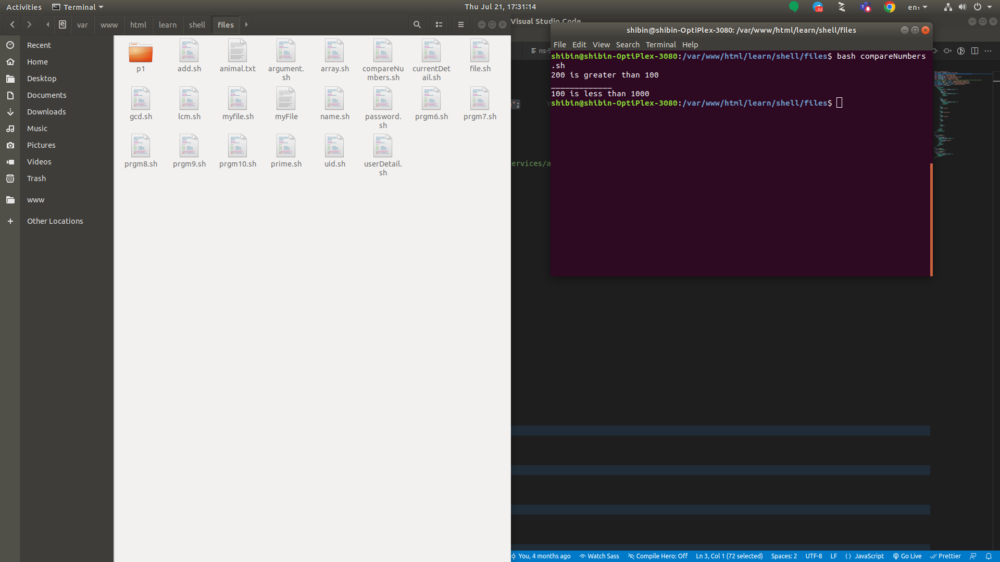 Activities
Terminal
Thu Jul 21, 17:31:14
en₁
var
www
html
learn
shell
files
Visual Studio Code
Recent
Home
Desktop
Documents
Downloads
Music
Pictures
Videos
Trash
www
Other Locations
p1
add.sh
animal.txt
argument.
sh
array.sh
compareNu
mbers.sh
currentDet
ail.sh
file.sh
gcd.sh
lcm.sh
myfile.sh
myFile
name.sh
password.
sh
prgm6.sh
prgm7.sh
prgm8.sh
prgm9.sh
prgm10.sh
prime.sh
uid.sh
userDetail.
sh
shibin@shibin-OptiPlex-3080: /var/www/html/learn/shell/files
File Edit View Search Terminal Help
shibin@shibin-OptiPlex-3080:/var/www/html/learn/shell/files$ bash compareNumbers
.sh
200 is greater than 100
_____________
100 is less than 1000
shibin@shibin-OptiPlex-3080:/var/www/html/learn/shell/files$
";
ervices/a
You, 4 months ago
Watch Sass
Compile Hero: Off
Ln 3, Col 1 (72 selected)
Spaces: 2
UTF-8
LF
{ } JavaScript
Go Live
Prettier